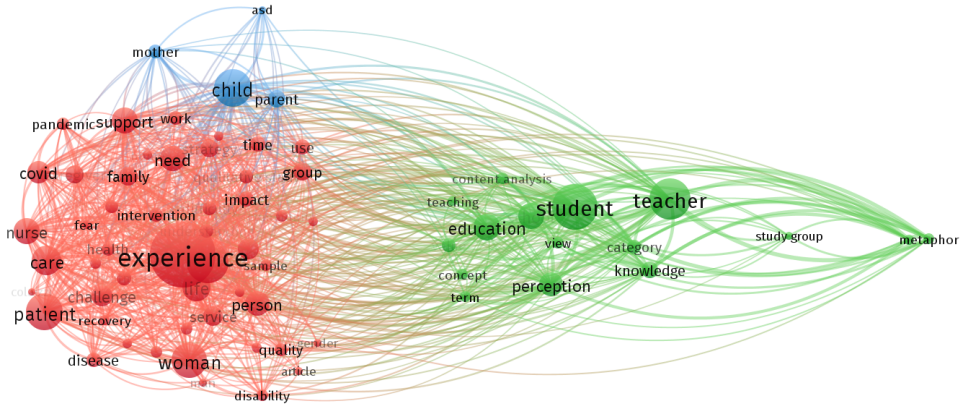 asd
mother
child
parent
pandemic
support
work
strategy
time
use
need
covid
family
group
content analysis
impact
teaching
student
teacher
intervention
fear
education
nurse
view
study group
metaphor
health
category
experience
care
sample
knowledge
concept
life
perception
challenge
term
person
patient
recovery
service
gender
quality
disease
woman
article
disability